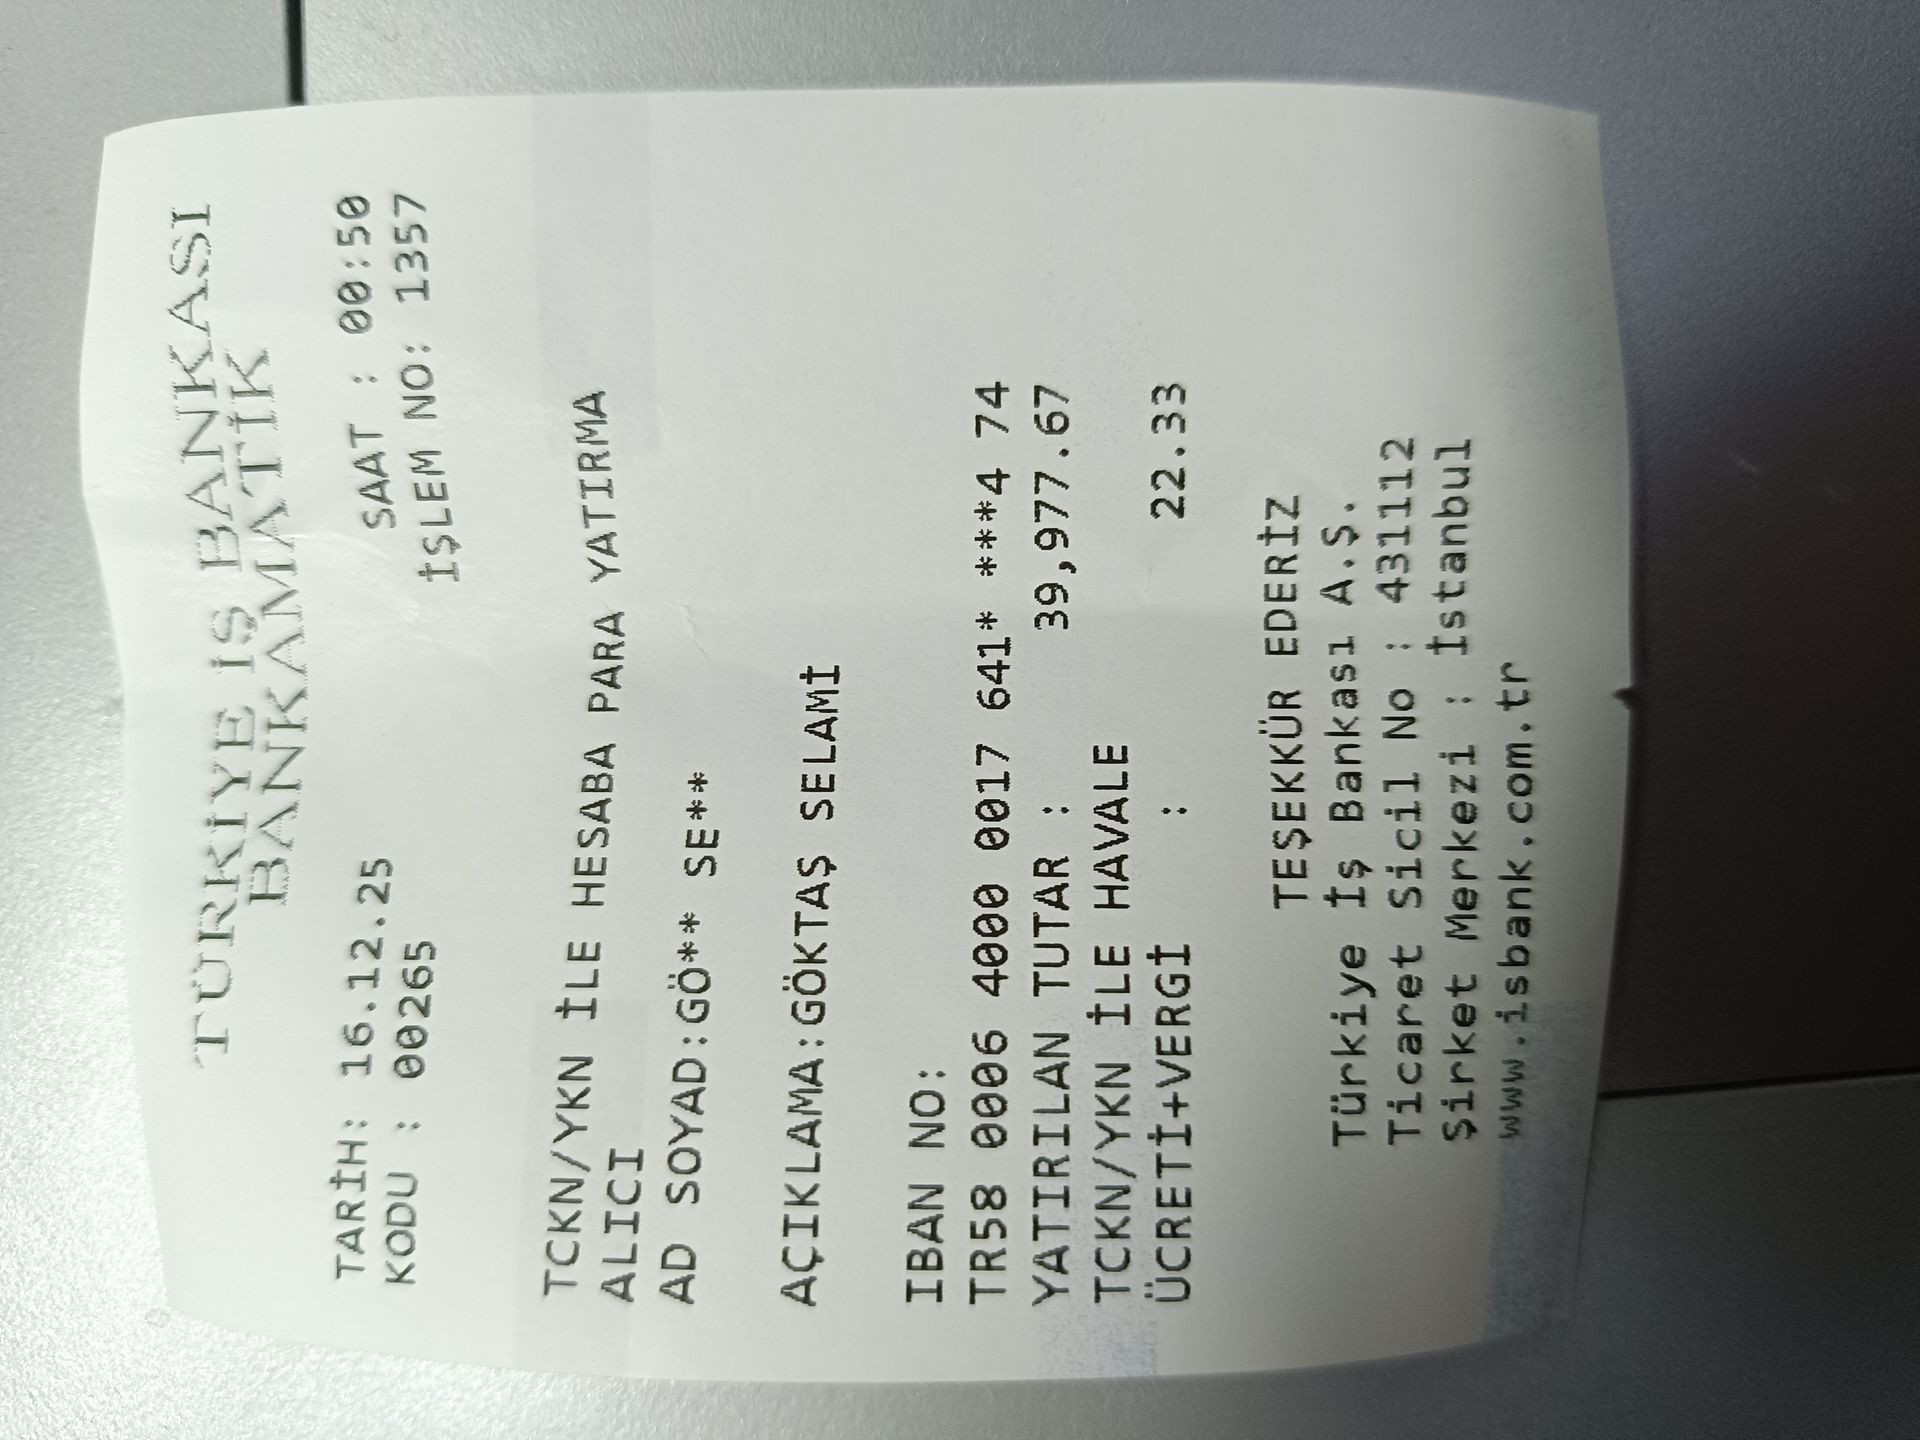 TÜRKİYE İŞ BANKASI
BANKAMATİK
TARİH: 16.12.25 SAAT : 00:50
KODU : 00265 İŞLEM NO: 1357
TCKN/YKN İLE HESABA PARA YATIRMA
ALICI
AD SOYAD:GÖ** SE**
AÇIKLAMA:GÖKTAŞ SELAMİ
IBAN NO:
TR58 0006 4000 0017 641* ***4 74
YATIRILAN TUTAR : 39,977.67
TCKN/YKN İLE HAVALE
ÜCRETİ+VERGİ : 22.33
TEŞEKKÜR EDERİZ
Türkiye İş Bankası A.Ş.
Ticaret Sicil No : 431112
Şirket Merkezi : İstanbul
www.isbank.com.tr